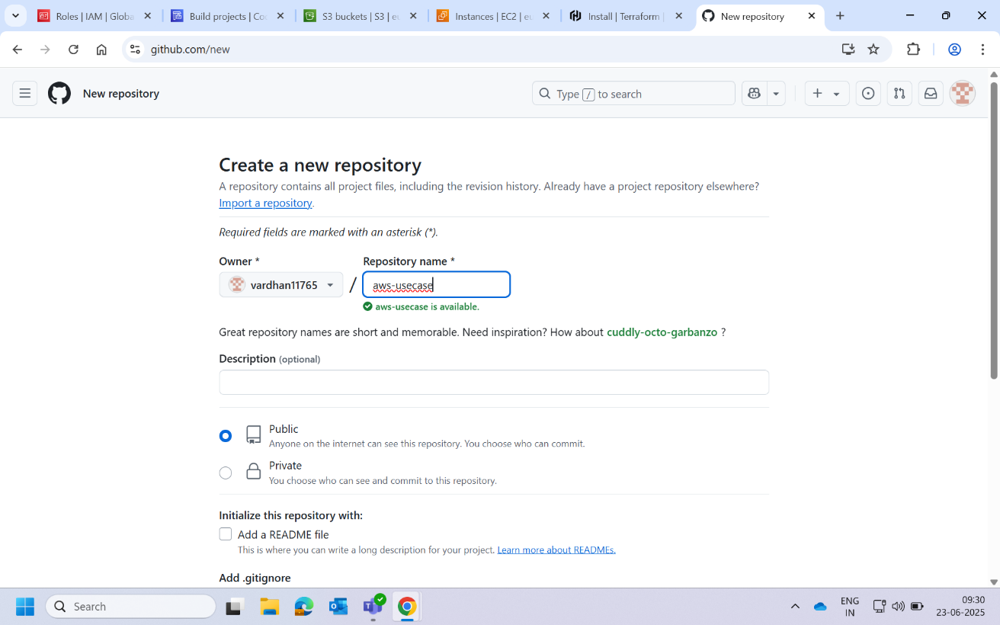 Roles | IAM | Globa
Build projects | Co
S3 buckets | S3 | eu
Instances | EC2 | eu
Install | Terraform |
New repository
github.com/new
New repository
Type / to search
Create a new repository
A repository contains all project files, including the revision history. Already have a project repository elsewhere?
Import a repository.
Required fields are marked with an asterisk (*).
Owner *
Repository name *
vardhan11765
/
aws-usecase
aws-usecase is available.
Great repository names are short and memorable. Need inspiration? How about cuddly-octo-garbanzo ?
Description (optional)
Public
Anyone on the internet can see this repository. You choose who can commit.
Private
You choose who can see and commit to this repository.
Initialize this repository with:
Add a README file
This is where you can write a long description for your project. Learn more about READMEs.
Add .gitignore
Search
ENG
IN
09:30
23-06-2025